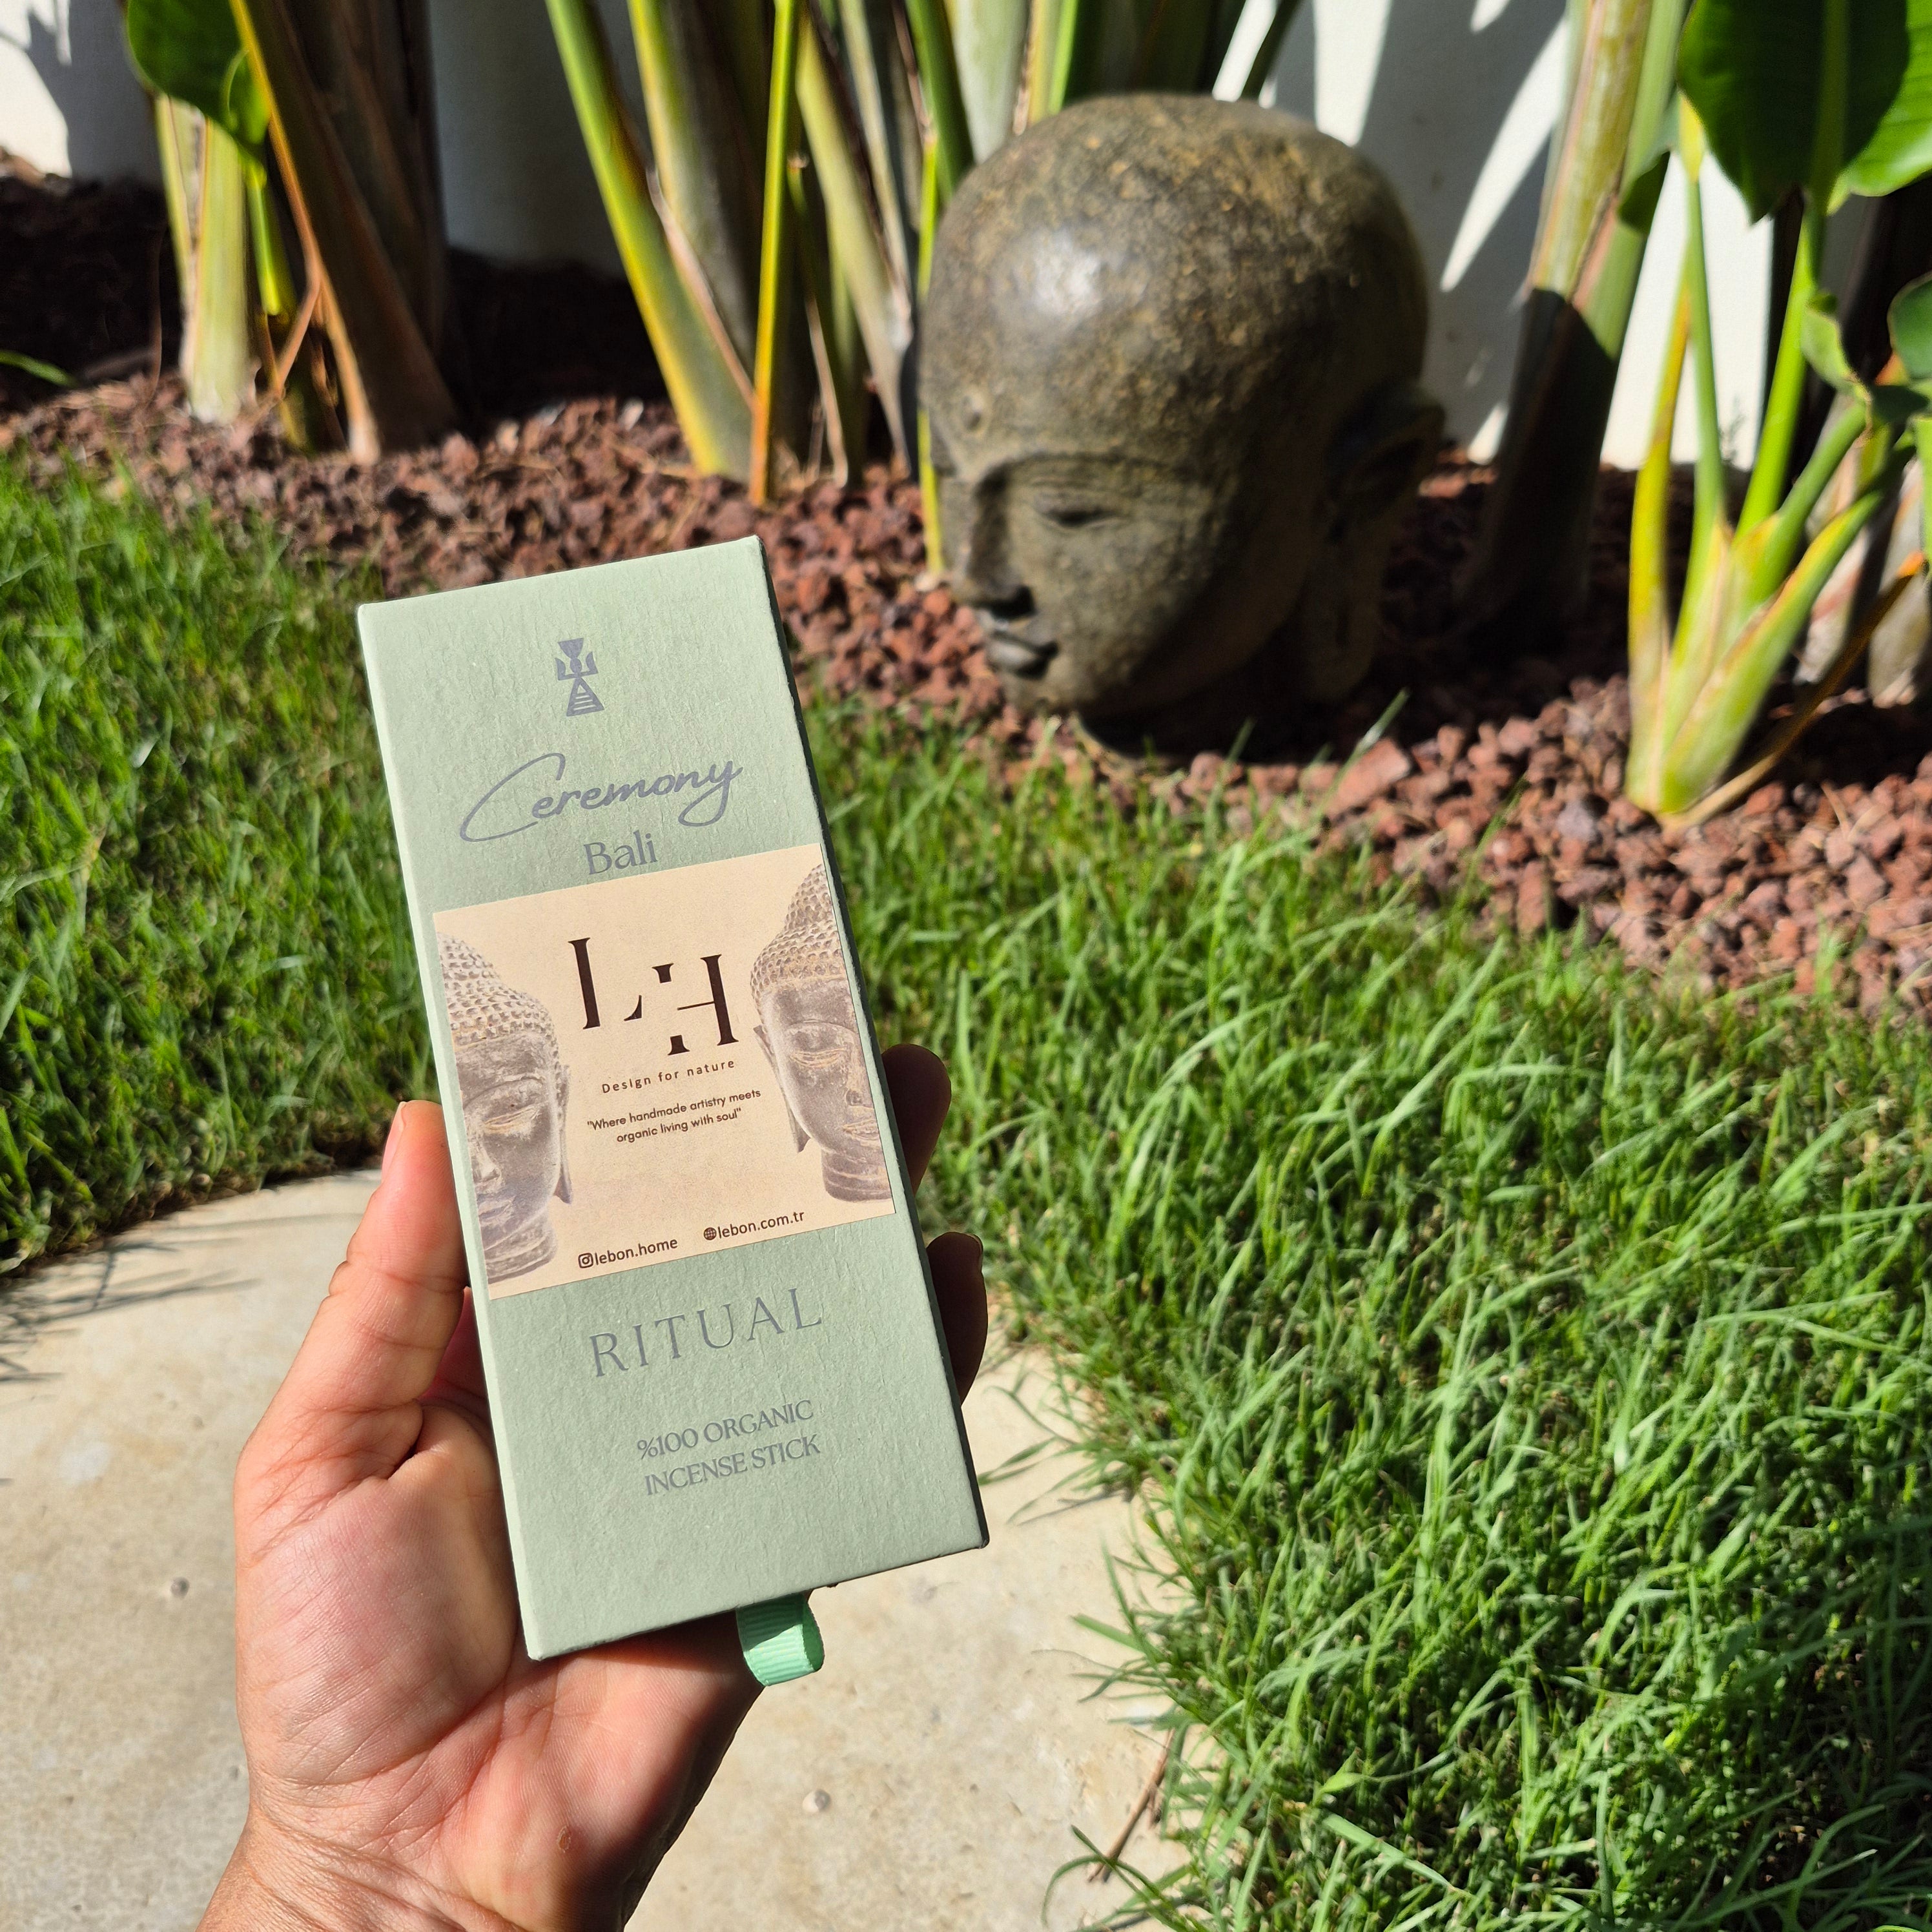 Ceremony
Bali
LH
Design for nature
"Where handmade artistry meets
organic living with soul"
lebon.home
lebon.com.tr
RITUAL
%100 ORGANIC
INCENSE STICK